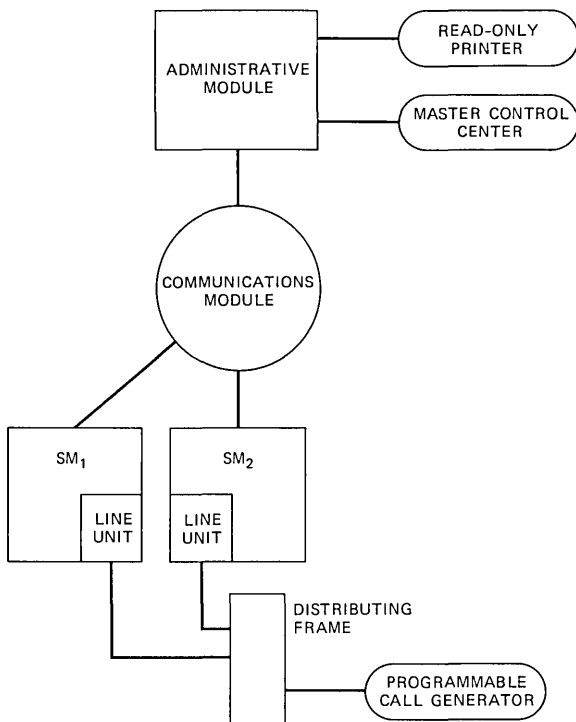 READ-ONLY
PRINTER
ADMINISTRATIVE
MODULE
MASTER CONTROL
CENTER
COMMUNICATIONS
MODULE
SM1
SM2
LINE
UNIT
LINE
UNIT
DISTRIBUTING
FRAME
PROGRAMMABLE
CALL GENERATOR